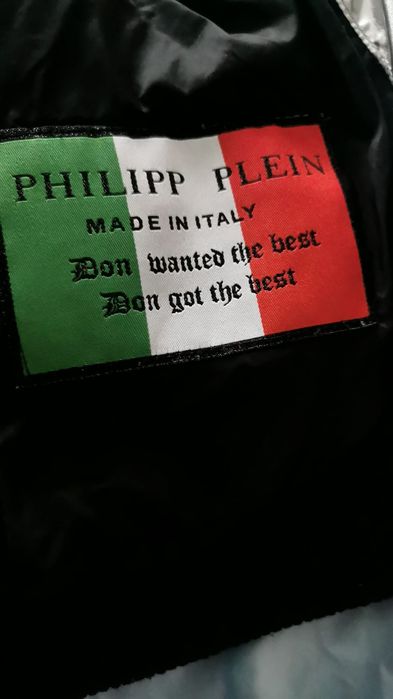 PHILIPP PLEIN
MADE IN ITALY
Don wanted the best
Don got the best